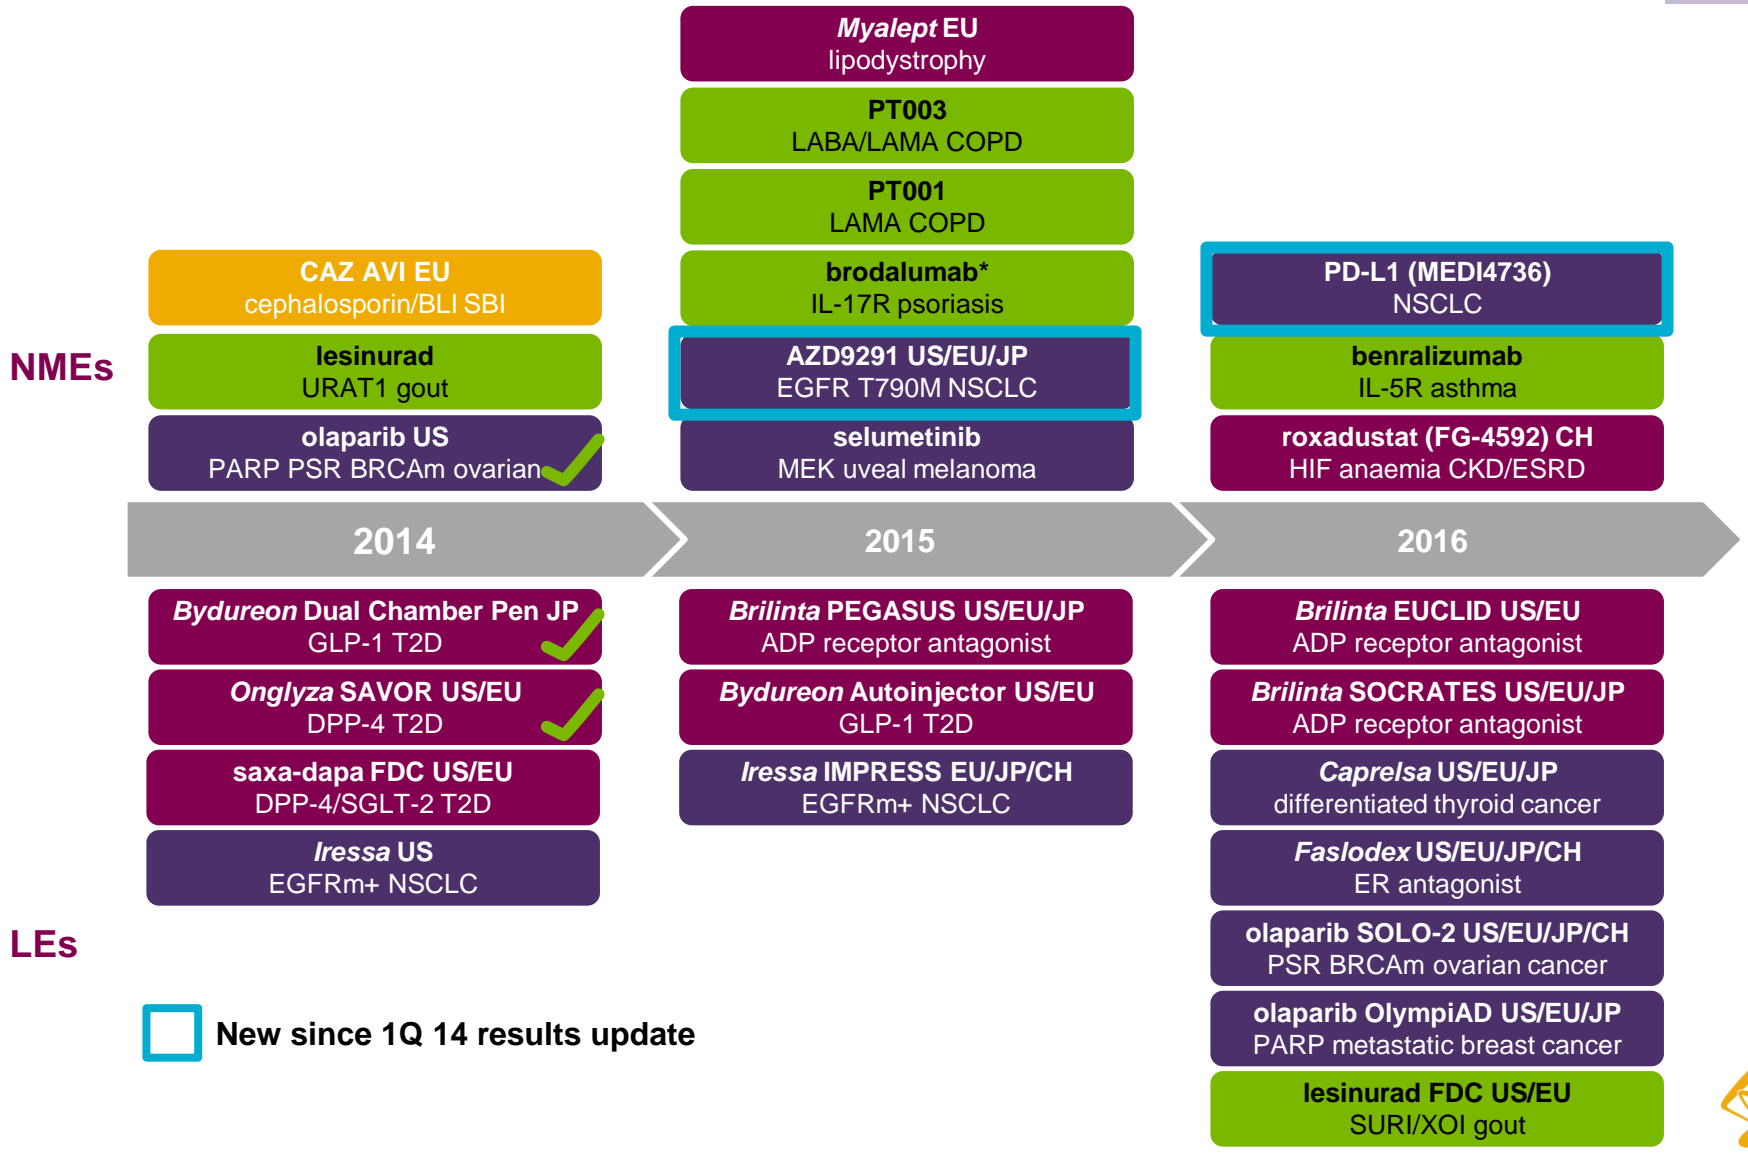 Myalept EU
lipodystrophy
PT003
LABA/LAMA COPD
PT001
LAMA COPD
CAZ AVI EU
cephalosporin/BLI SBI
brodalumab*
IL-17R psoriasis
PD-L1 (MEDI4736)
NSCLC
NMEs
lesinurad
URAT1 gout
AZD9291 US/EU/JP
EGFR T790M NSCLC
benralizumab
IL-5R asthma
olaparib US
PARP PSR BRCAm ovarian
selumetinib
MEK uveal melanoma
roxadustat (FG-4592) CH
HIF anaemia CKD/ESRD
2014
2015
2016
Bydureon Dual Chamber Pen JP
GLP-1 T2D
Brilinta PEGASUS US/EU/JP
ADP receptor antagonist
Brilinta EUCLID US/EU
ADP receptor antagonist
Onglyza SAVOR US/EU
DPP-4 T2D
Bydureon Autoinjector US/EU
GLP-1 T2D
Brilinta SOCRATES US/EU/JP
ADP receptor antagonist
saxa-dapa FDC US/EU
DPP-4/SGLT-2 T2D
Iressa IMPRESS EU/JP/CH
EGFRm+ NSCLC
Caprelsa US/EU/JP
differentiated thyroid cancer
Iressa US
EGFRm+ NSCLC
Faslodex US/EU/JP/CH
ER antagonist
LEs
olaparib SOLO-2 US/EU/JP/CH
PSR BRCAm ovarian cancer
olaparib OlympiAD US/EU/JP
PARP metastatic breast cancer
New since 1Q 14 results update
lesinurad FDC US/EU
SURI/XOI gout